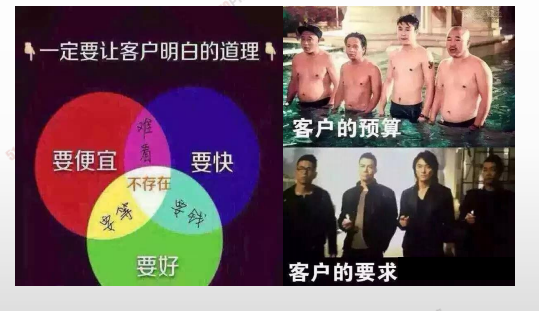 一定要让客户明白的道理
难看
要便宜
要快
不存在
要等
要钱
要好
客户的预算
客户的要求